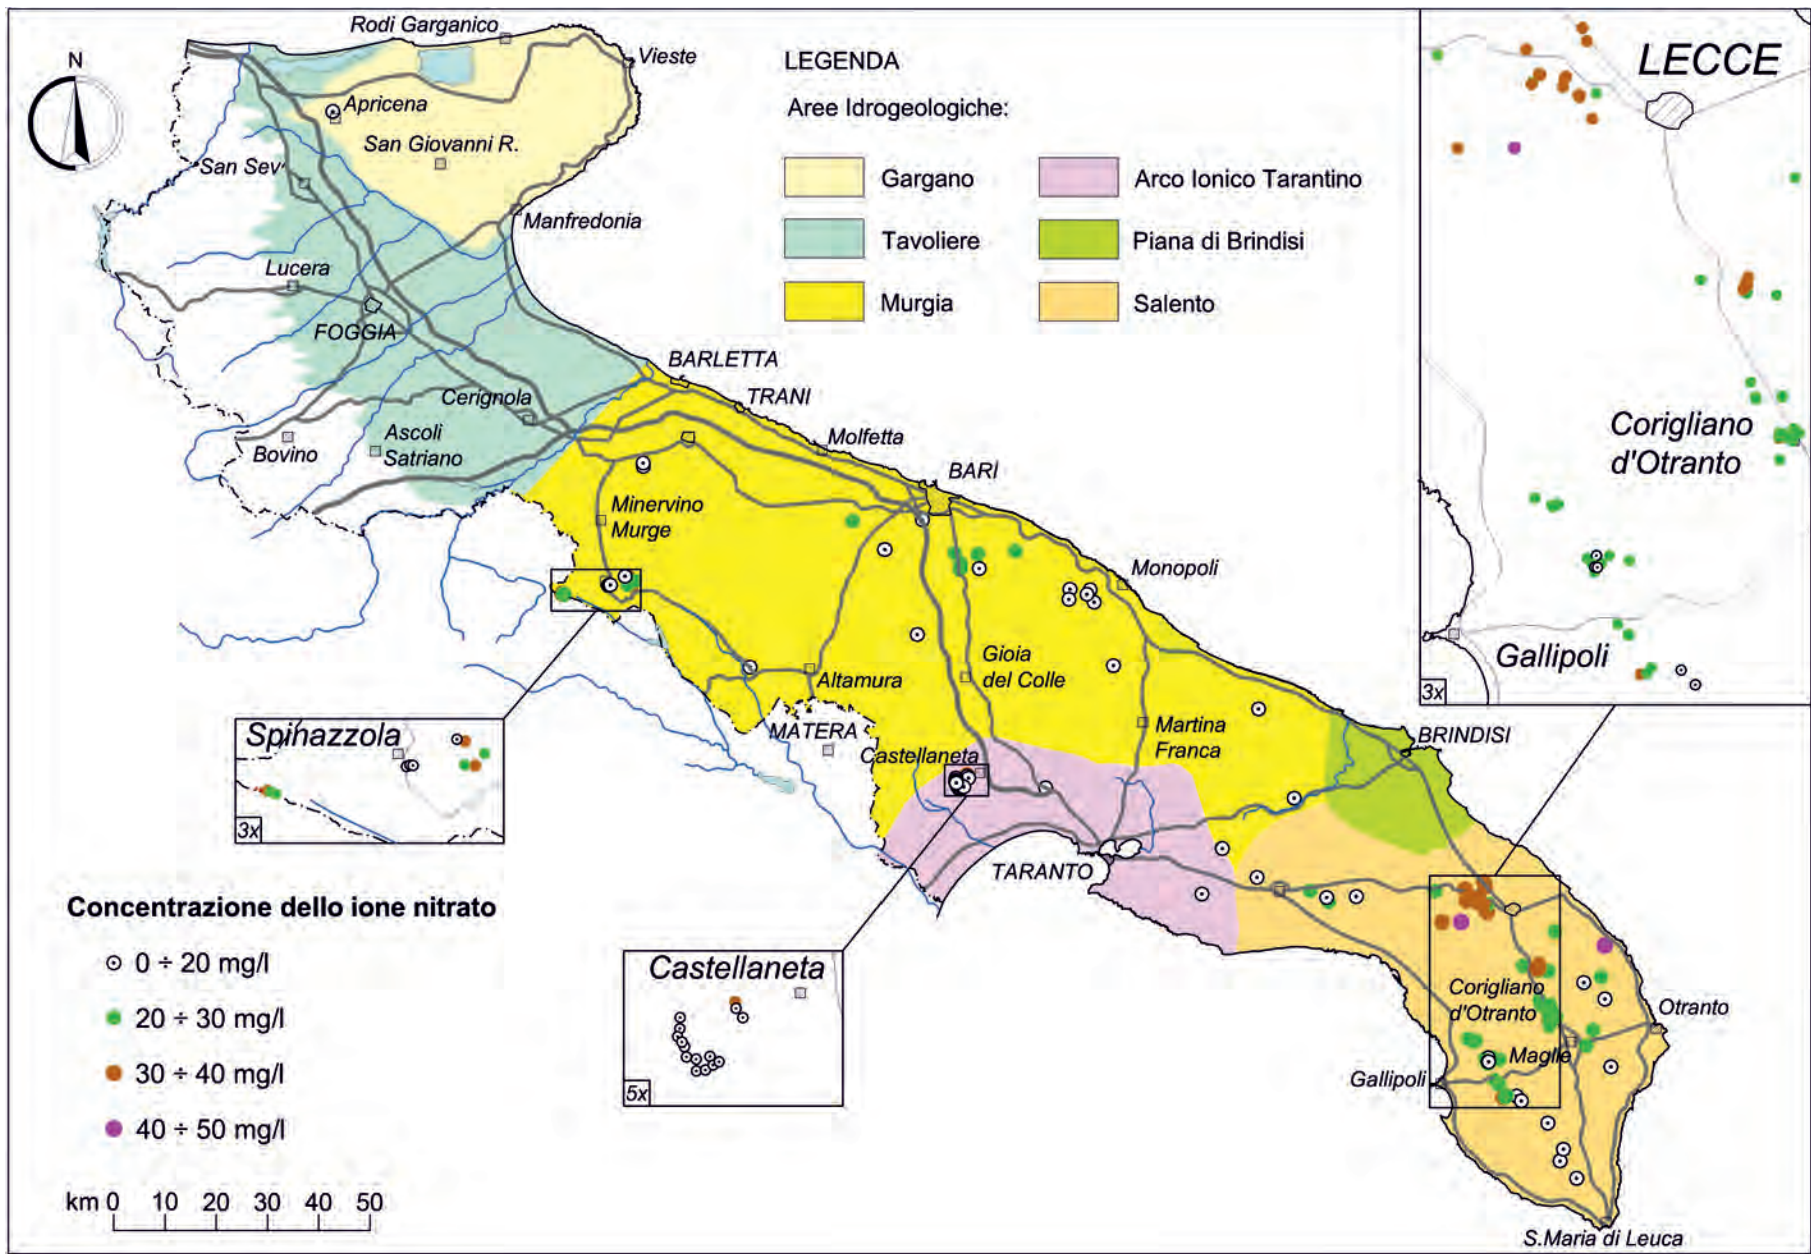 N
Rodi Garganico
Vieste
Apricena
San Giovanni R.
San Sev
Manfredonia
Lucera
FOGGIA
Cerignola
Bovino
Ascoli
Satriano
BARLETTA
TRANI
Molfetta
BARI
Minervino
Murge
Monopoli
Gioia
del Colle
Altamura
MATERA
Castellaneta
Martina
Franca
BRINDISI
TARANTO
Corigliano
d'Otranto
Otranto
Maglie
Gallipoli
S.Maria di Leuca
LEGENDA
Aree Idrogeologiche:
Gargano
Tavoliere
Murgia
Arco Ionico Tarantino
Piana di Brindisi
Salento
LECCE
Corigliano
d'Otranto
Gallipoli
3x
Spinazzola
3x
Castellaneta
5x
Concentrazione dello ione nitrato
0 ÷ 20 mg/l
20 ÷ 30 mg/l
30 ÷ 40 mg/l
40 ÷ 50 mg/l
km 0 10 20 30 40 50